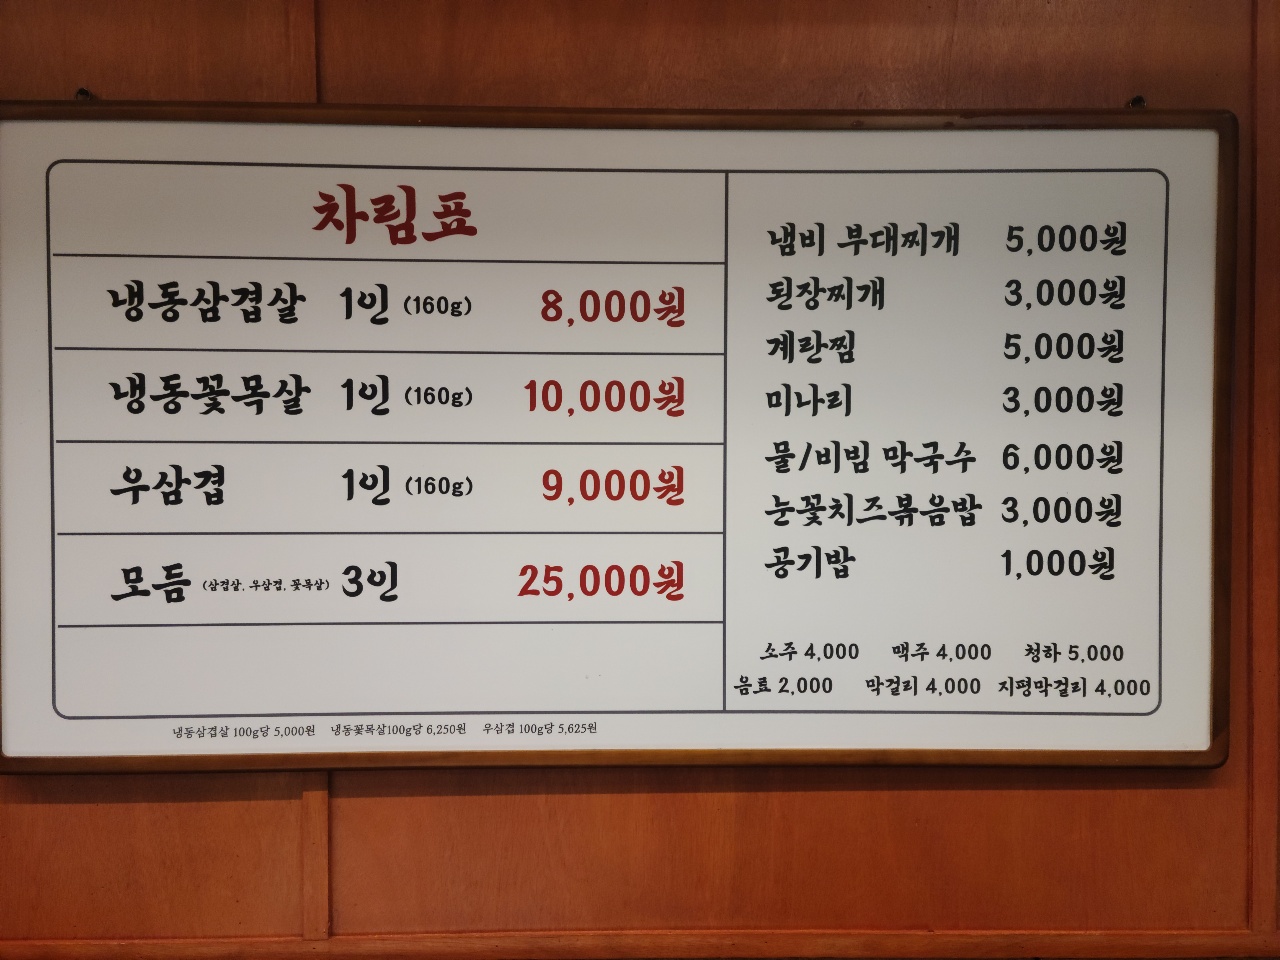 차림표
냉동삼겹살 1인 (160g) 8,000원
냉동꽃목살 1인 (160g) 10,000원
우삼겹 1인 (160g) 9,000원
모듬 (삼겹살, 우삼겹, 꽃목살) 3인 25,000원
냄비 부대찌개 5,000원
된장찌개 3,000원
계란찜 5,000원
미나리 3,000원
물/비빔 막국수 6,000원
눈꽃치즈볶음밥 3,000원
공기밥 1,000원
소주 4,000 맥주 4,000 청하 5,000
음료 2,000 막걸리 4,000 지평막걸리 4,000
냉동삼겹살 100g당 5,000원 냉동꽃목살100g당 6,250원 우삼겹 100g당 5,625원